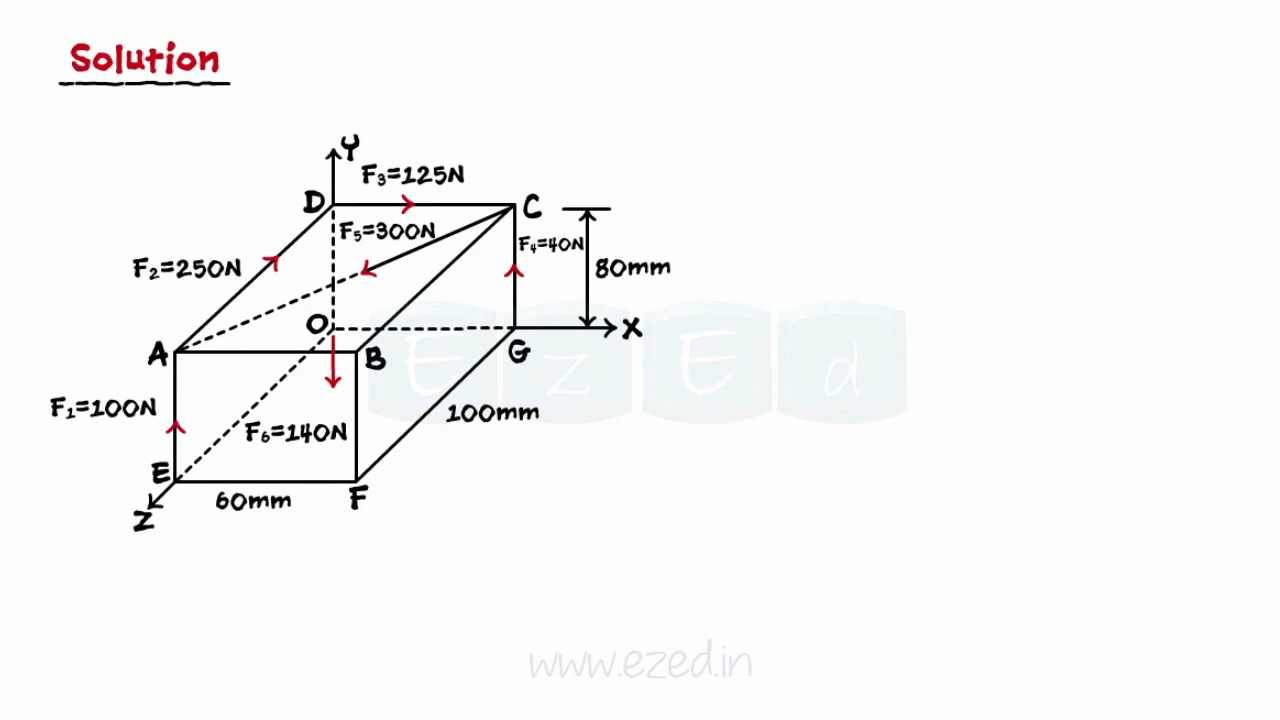 Solution
Y
F₃=125N
D
C
F₅=300N
F₄=40N
F₂=250N
80mm
O
X
A
B
G
E z E d
F₁=100N
100mm
F₆=140N
E
60mm
F
Z
www.ezed.in